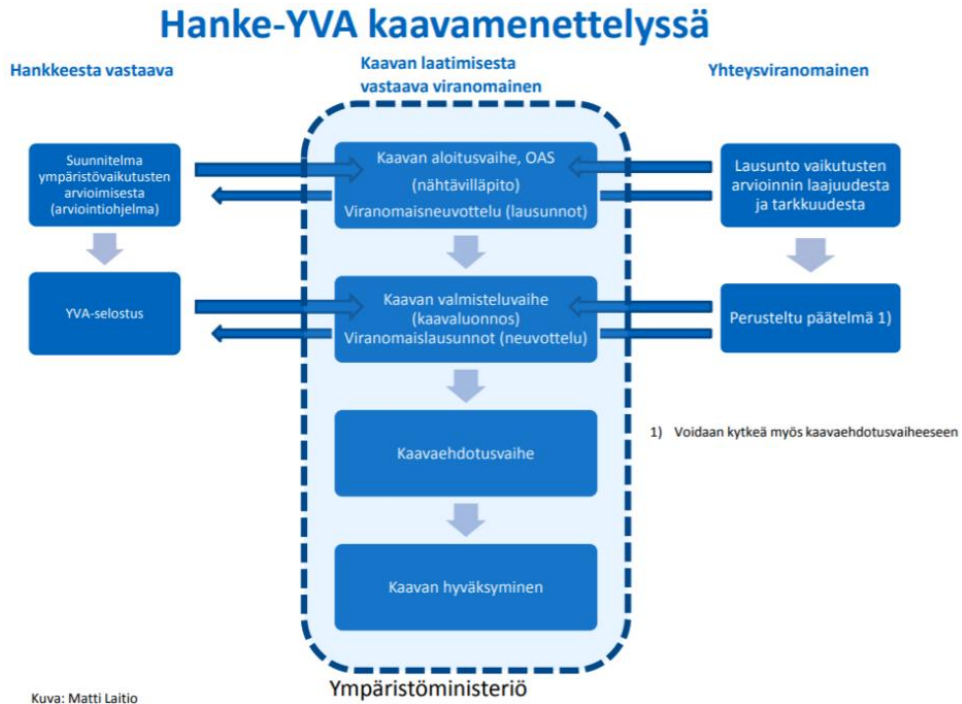 Hanke-YVA kaavamenettelyssä
Hankkeesta vastaava
Kaavan laatimisesta
vastaava viranomainen
Yhteysviranomainen
Suunnitelma
ympäristövaikutusten
arvioimisesta
(arviointiohjelma)
Kaavan aloitusvaihe, OAS
(nähtävilläpito)
Viranomaisneuvottelu (lausunnot)
Lausunto vaikutusten
arvioinnin laajuudesta
ja tarkkuudesta
YVA-selostus
Kaavan valmisteluvaihe
(kaavaluonnos)
Viranomaislausunnot (neuvottelu)
Perusteltu päätelmä 1)
1) Voidaan kytkeä myös kaavaehdotusvaiheeseen
Kaavaehdotusvaihe
Kaavan hyväksyminen
Kuva: Matti Laitio
Ympäristöministeriö